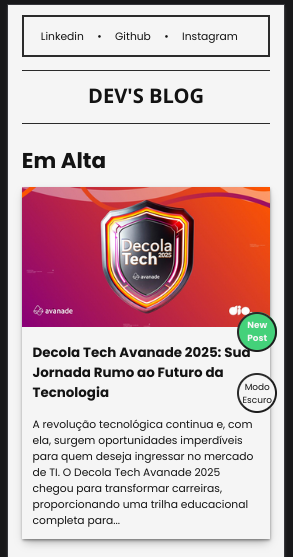 Linkedin • Github • Instagram
DEV'S BLOG
Em Alta
Decola
Tech 2025
avanade
avanade
dio
New
Post
Decola Tech Avanade 2025: Sua
Jornada Rumo ao Futuro da
Tecnologia
Modo
Escuro
A revolução tecnológica continua e, com
ela, surgem oportunidades imperdíveis
para quem deseja ingressar no mercado
de TI. O Decola Tech Avanade 2025
chegou para transformar carreiras,
proporcionando uma trilha educacional
completa para...